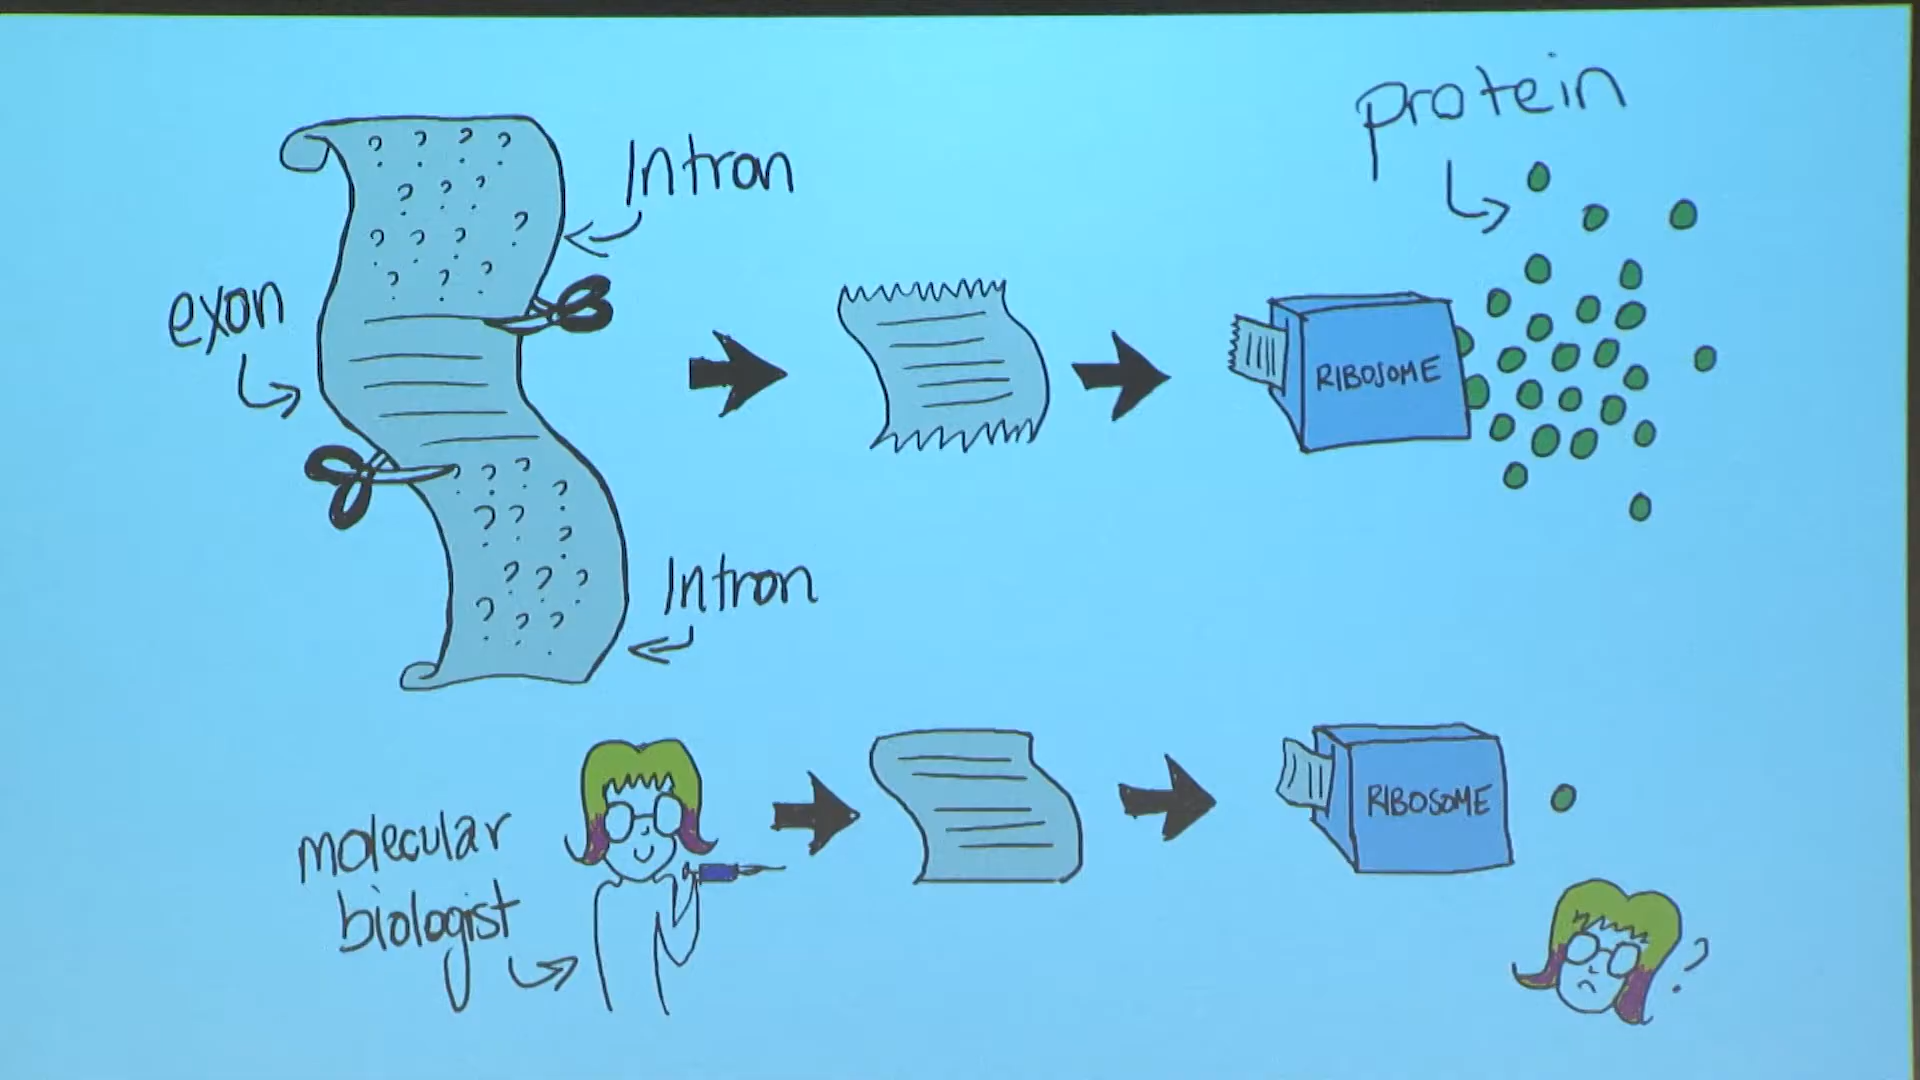 protein
Intron
exon
RIBOSOME
Intron
molecular
biologist
RIBOSOME
?